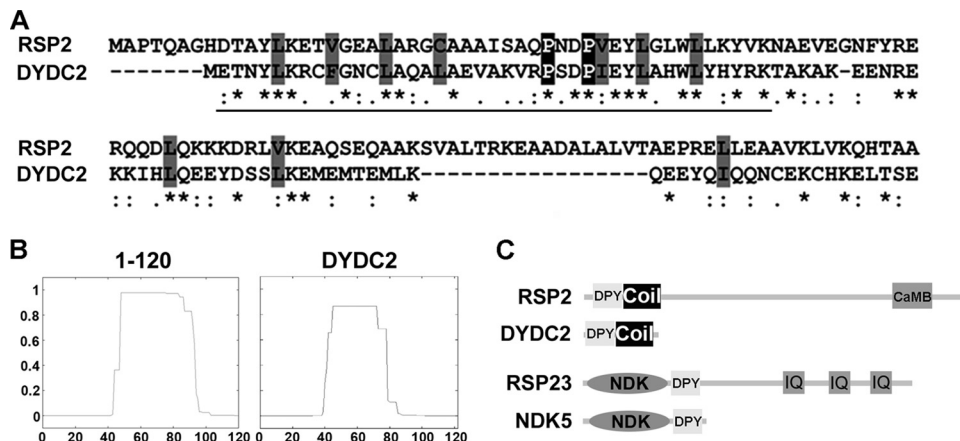 A
RSP2 MAPTQAGHDTAYLKETVGEALARGCAAAISAQPNDPVEYLGLWLLKYVKNAEVEGNFYRE
DYDC2 -------METNYLKRCFGNCLAQALAEVAKVRPSDPIEYLAHWLYHYRKTAKAK-EENRE
RSP2 RQQDLQKKKDRLVKEAQSEQAAKSVALTRKEAADALALVTAEPRELLEAAVKLVKQHTAA
DYDC2 KKIHLQEEYDSSLKEMEMTEMLK-----------------QEEYQIQQNCEKCHKELTSE
B
1-120 DYDC2
1
0.8
0.6
0.4
0.2
0
0 20 40 60 80 100 120 0 20 40 60 80 100 120
C
RSP2 DPY Coil CaMB
DYDC2 DPY Coil
RSP23 NDK DPY IQ IQ IQ
NDK5 NDK DPY